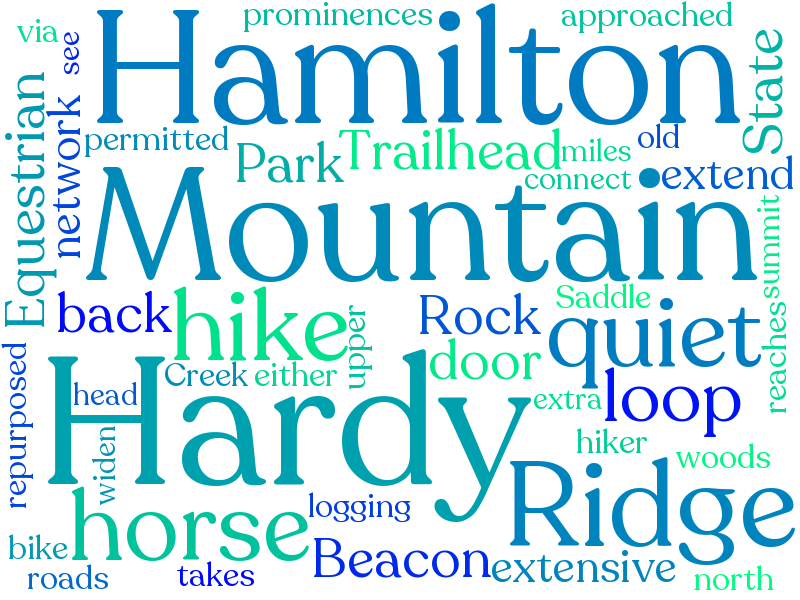 via
see
prominences
approached
Hamilton
State
Equestrian
network
permitted
Park
Trailhead
miles
old
connect
extend
Mountain
summit
back
hike
upper
Rock
Saddle
quiet
reaches
door
Creek
either
head
repurposed
Hardy
extra
loop
widen
hiker
woods
Ridge
horse
logging
bike
roads
takes
Beacon
extensive
north